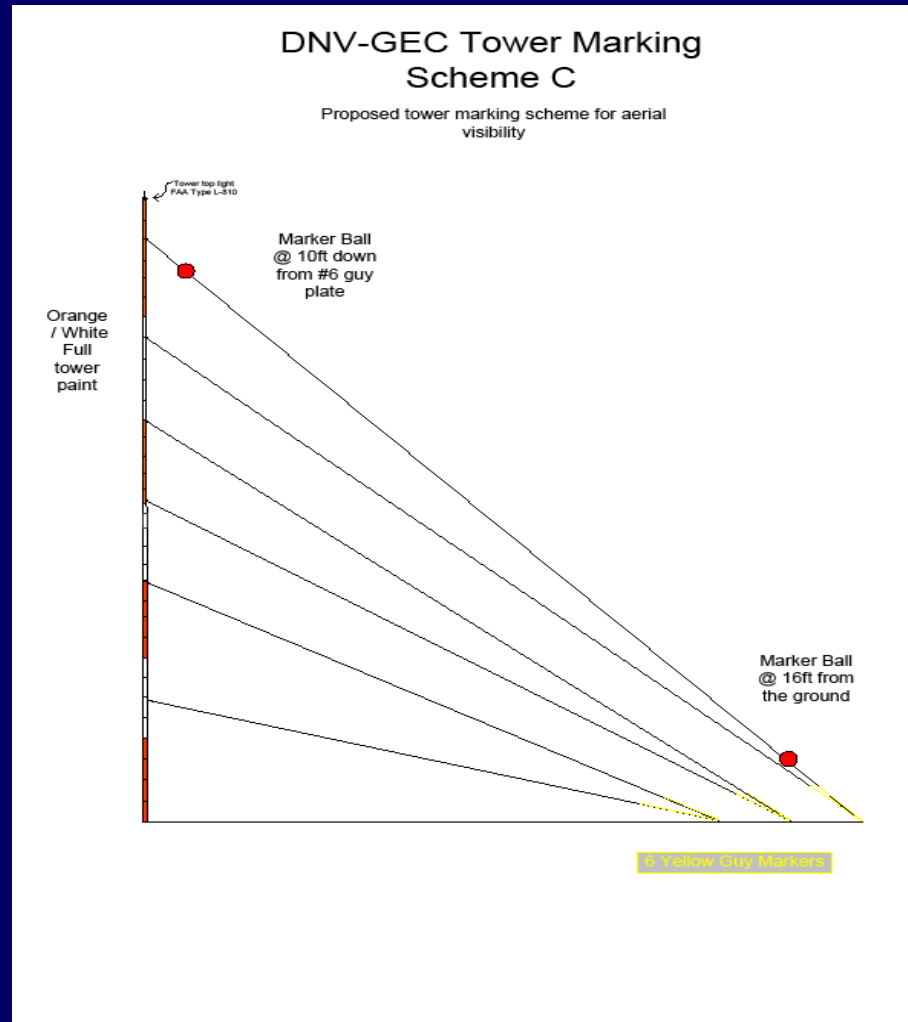 DNV-GEC Tower Marking
Scheme C
Proposed tower marking scheme for aerial
visibility
Tower top light
FAA Type L-810
Marker Ball
@ 10ft down
from #6 guy
plate
Orange
/ White
Full
tower
paint
Marker Ball
@ 16ft from
the ground
6 Yellow Guy Markers